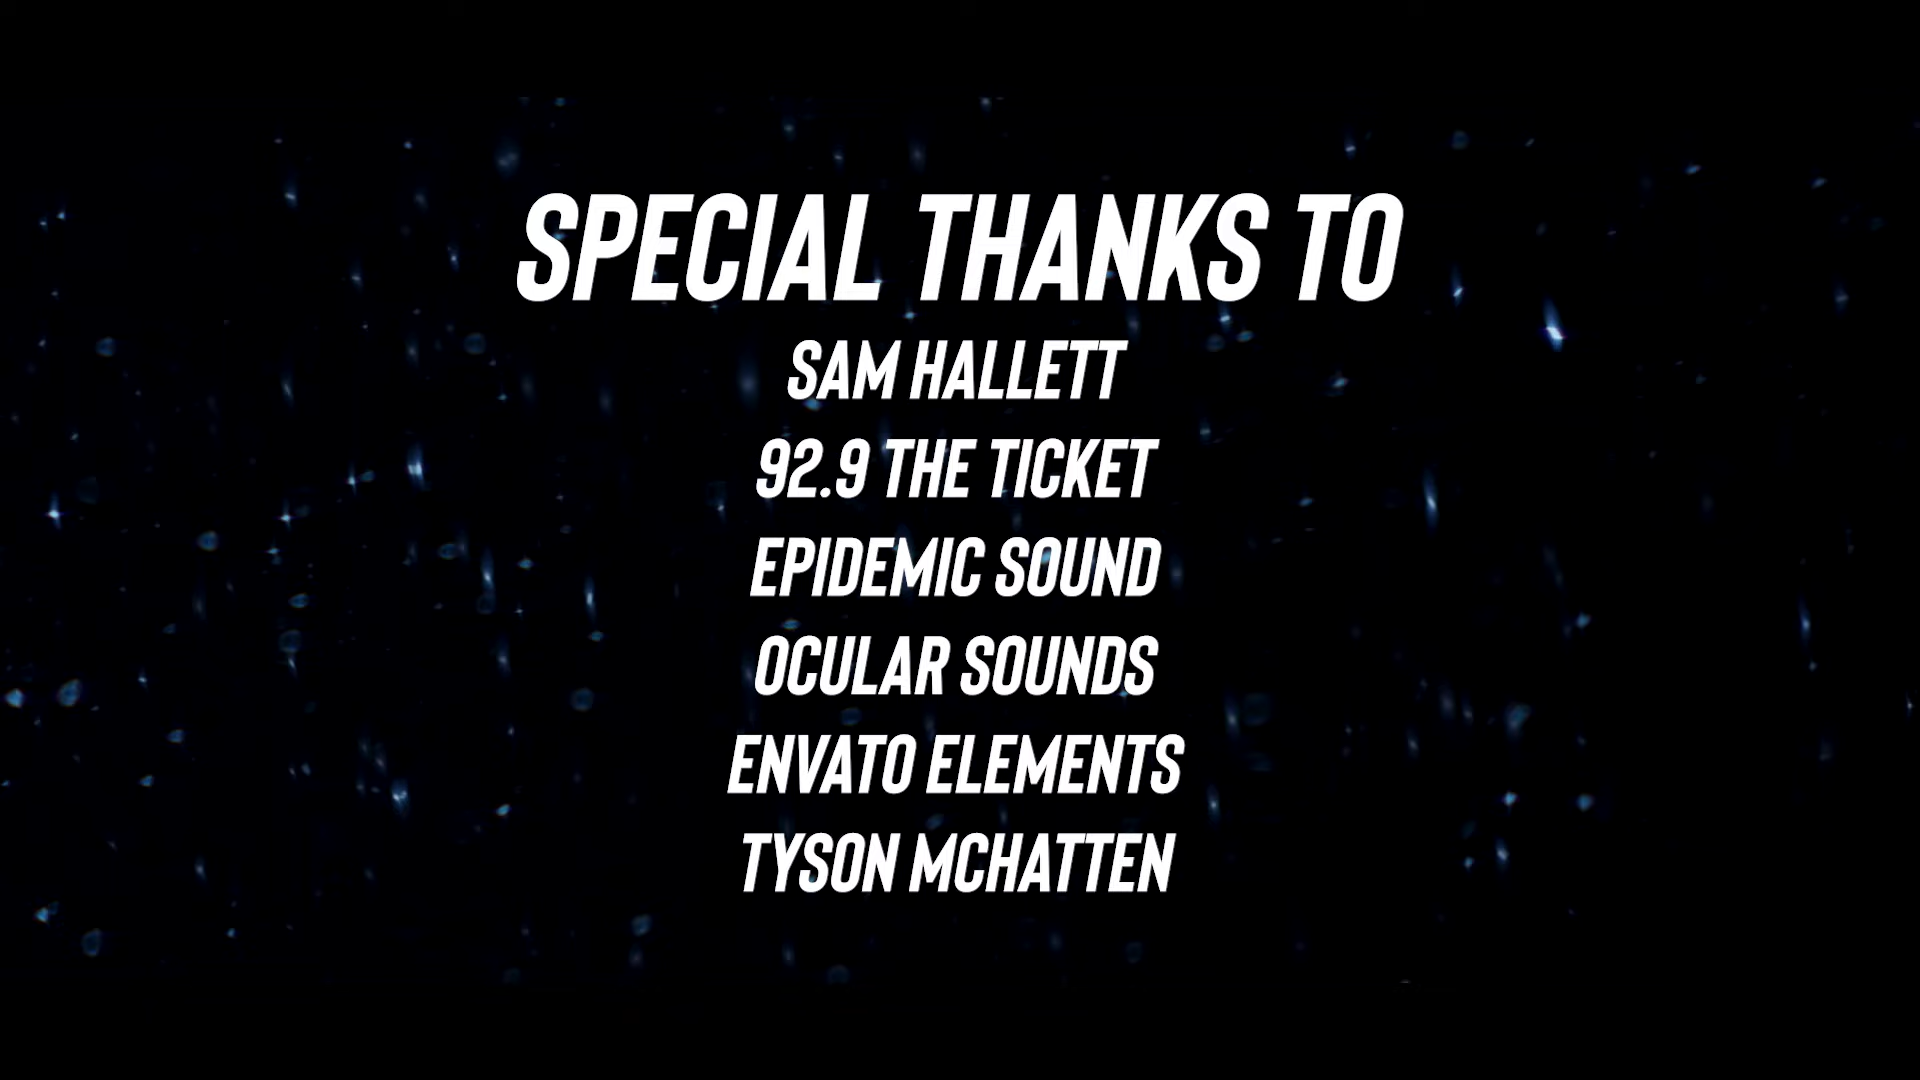 SPECIAL THANKS TO
SAM HALLETT
92.9 THE TICKET
EPIDEMIC SOUND
OCULAR SOUNDS
ENVATO ELEMENTS
TYSON MCHATTEN